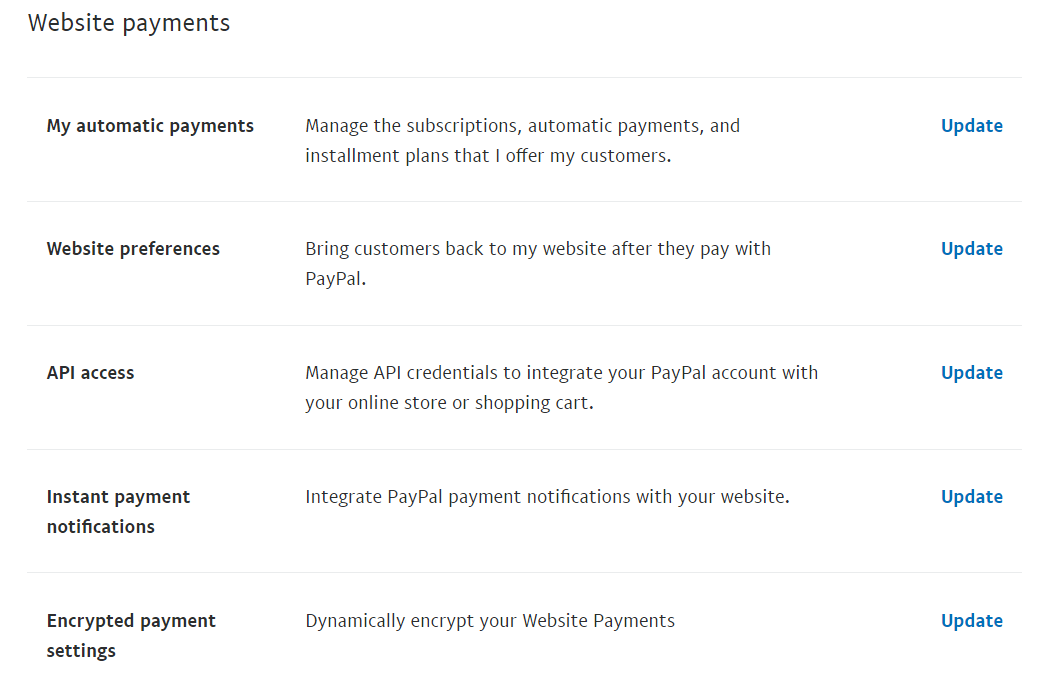 Website payments
My automatic payments
Manage the subscriptions, automatic payments, and
installment plans that I offer my customers.
Update
Website preferences
Bring customers back to my website after they pay with
PayPal.
Update
API access
Manage API credentials to integrate your PayPal account with
your online store or shopping cart.
Update
Instant payment
notifications
Integrate PayPal payment notifications with your website.
Update
Encrypted payment
settings
Dynamically encrypt your Website Payments
Update